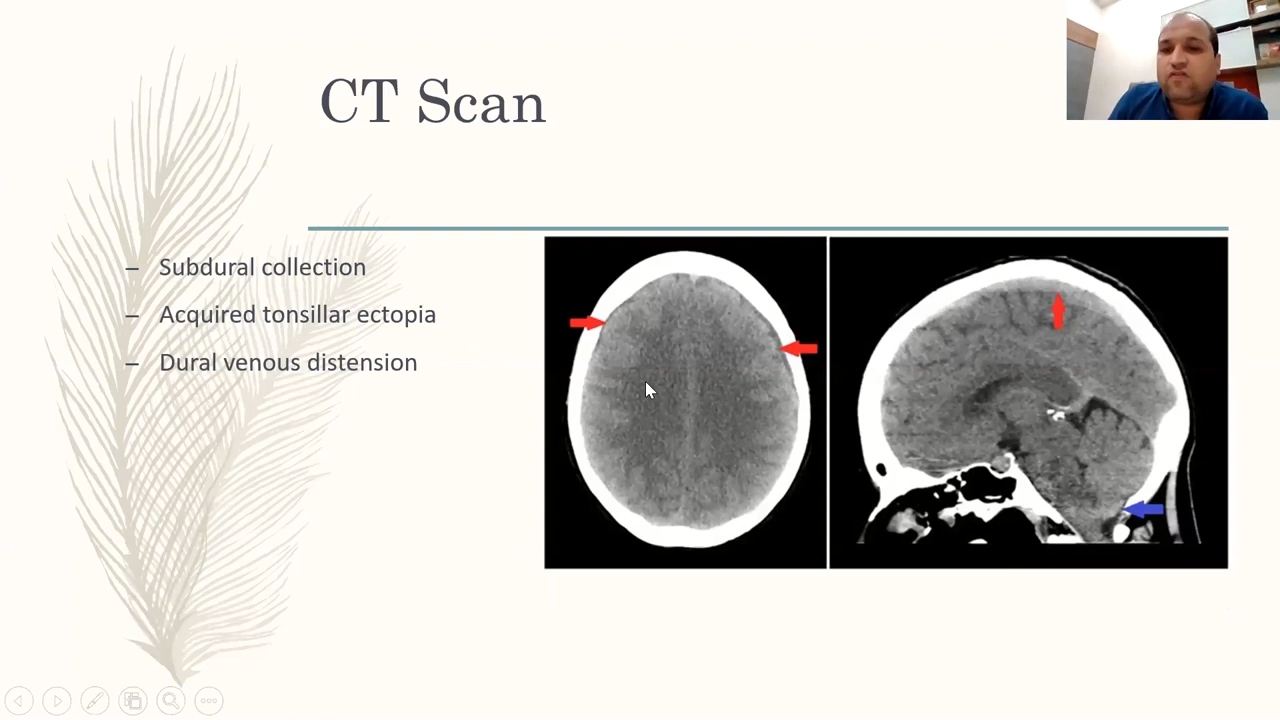 CT Scan
– Subdural collection
– Acquired tonsillar ectopia
– Dural venous distension